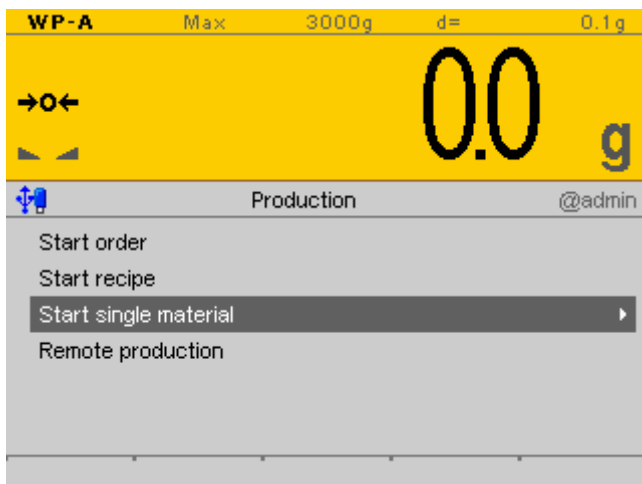 WP-A Max 3000g d= 0.1g
→0←
0.0 g
Production @admin
Start order
Start recipe
Start single material
Remote production